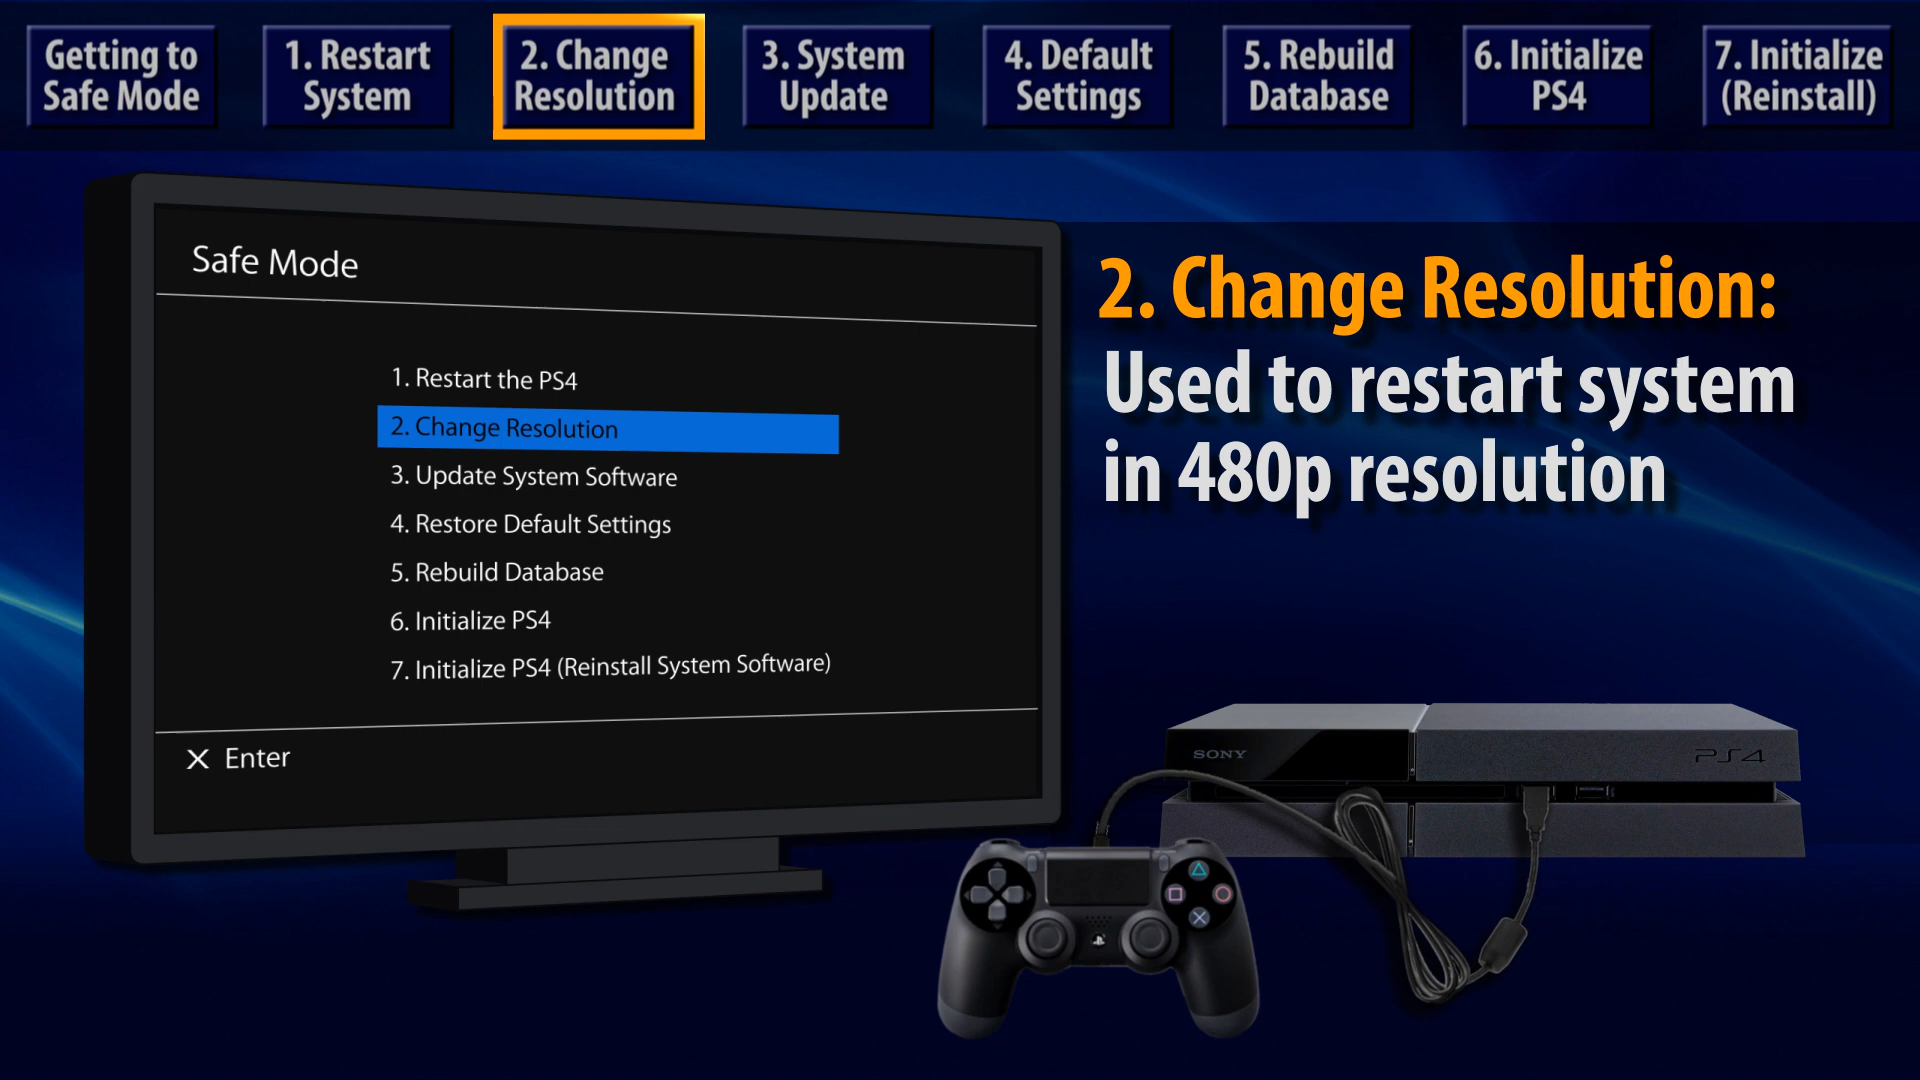 Getting to
Safe Mode
1. Restart
System
2. Change
Resolution
3. System
Update
4. Default
Settings
5. Rebuild
Database
6. Initialize
PS4
7. Initialize
(Reinstall)
Safe Mode
1. Restart the PS4
2. Change Resolution
3. Update System Software
4. Restore Default Settings
5. Rebuild Database
6. Initialize PS4
7. Initialize PS4 (Reinstall System Software)
X Enter
2. Change Resolution:
Used to restart system
in 480p resolution
SONY
PS4